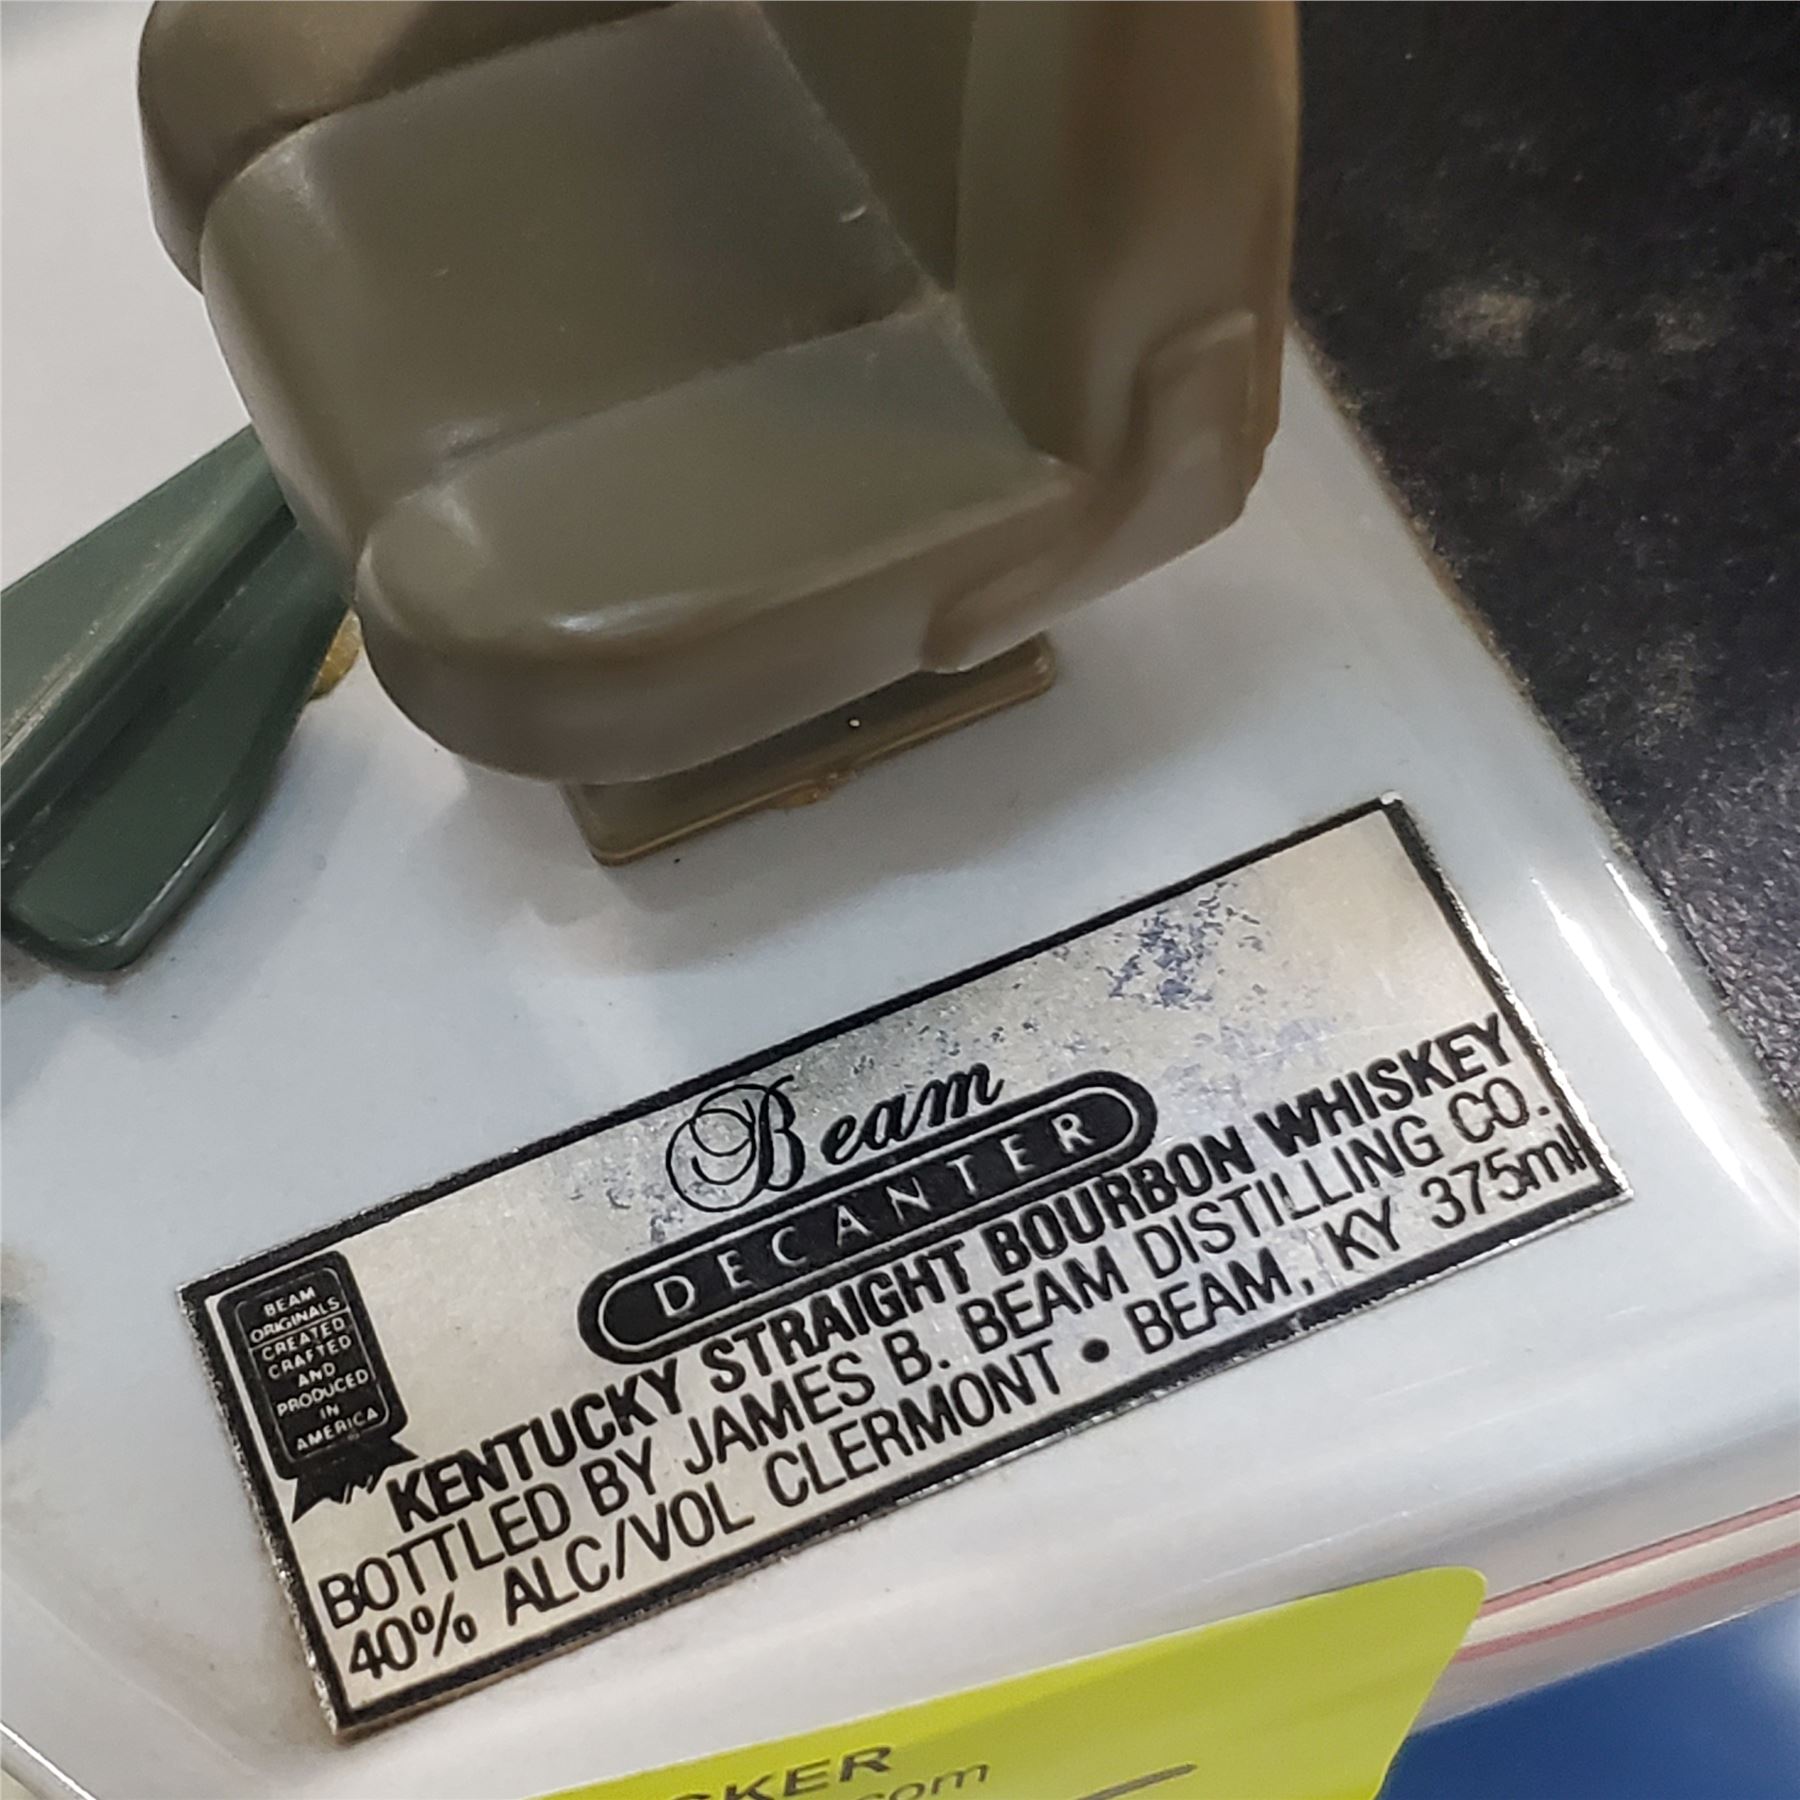 Beam
DECANTER
KENTUCKY STRAIGHT BOURBON WHISKEY
BOTTLED BY JAMES B. BEAM DISTILLING CO.
40% ALC/VOL CLERMONT • BEAM, KY 375ml
BEAM
ORIGINALS
CREATED
CRAFTED
AND
PRODUCED
IN
AMERICA
KER
com